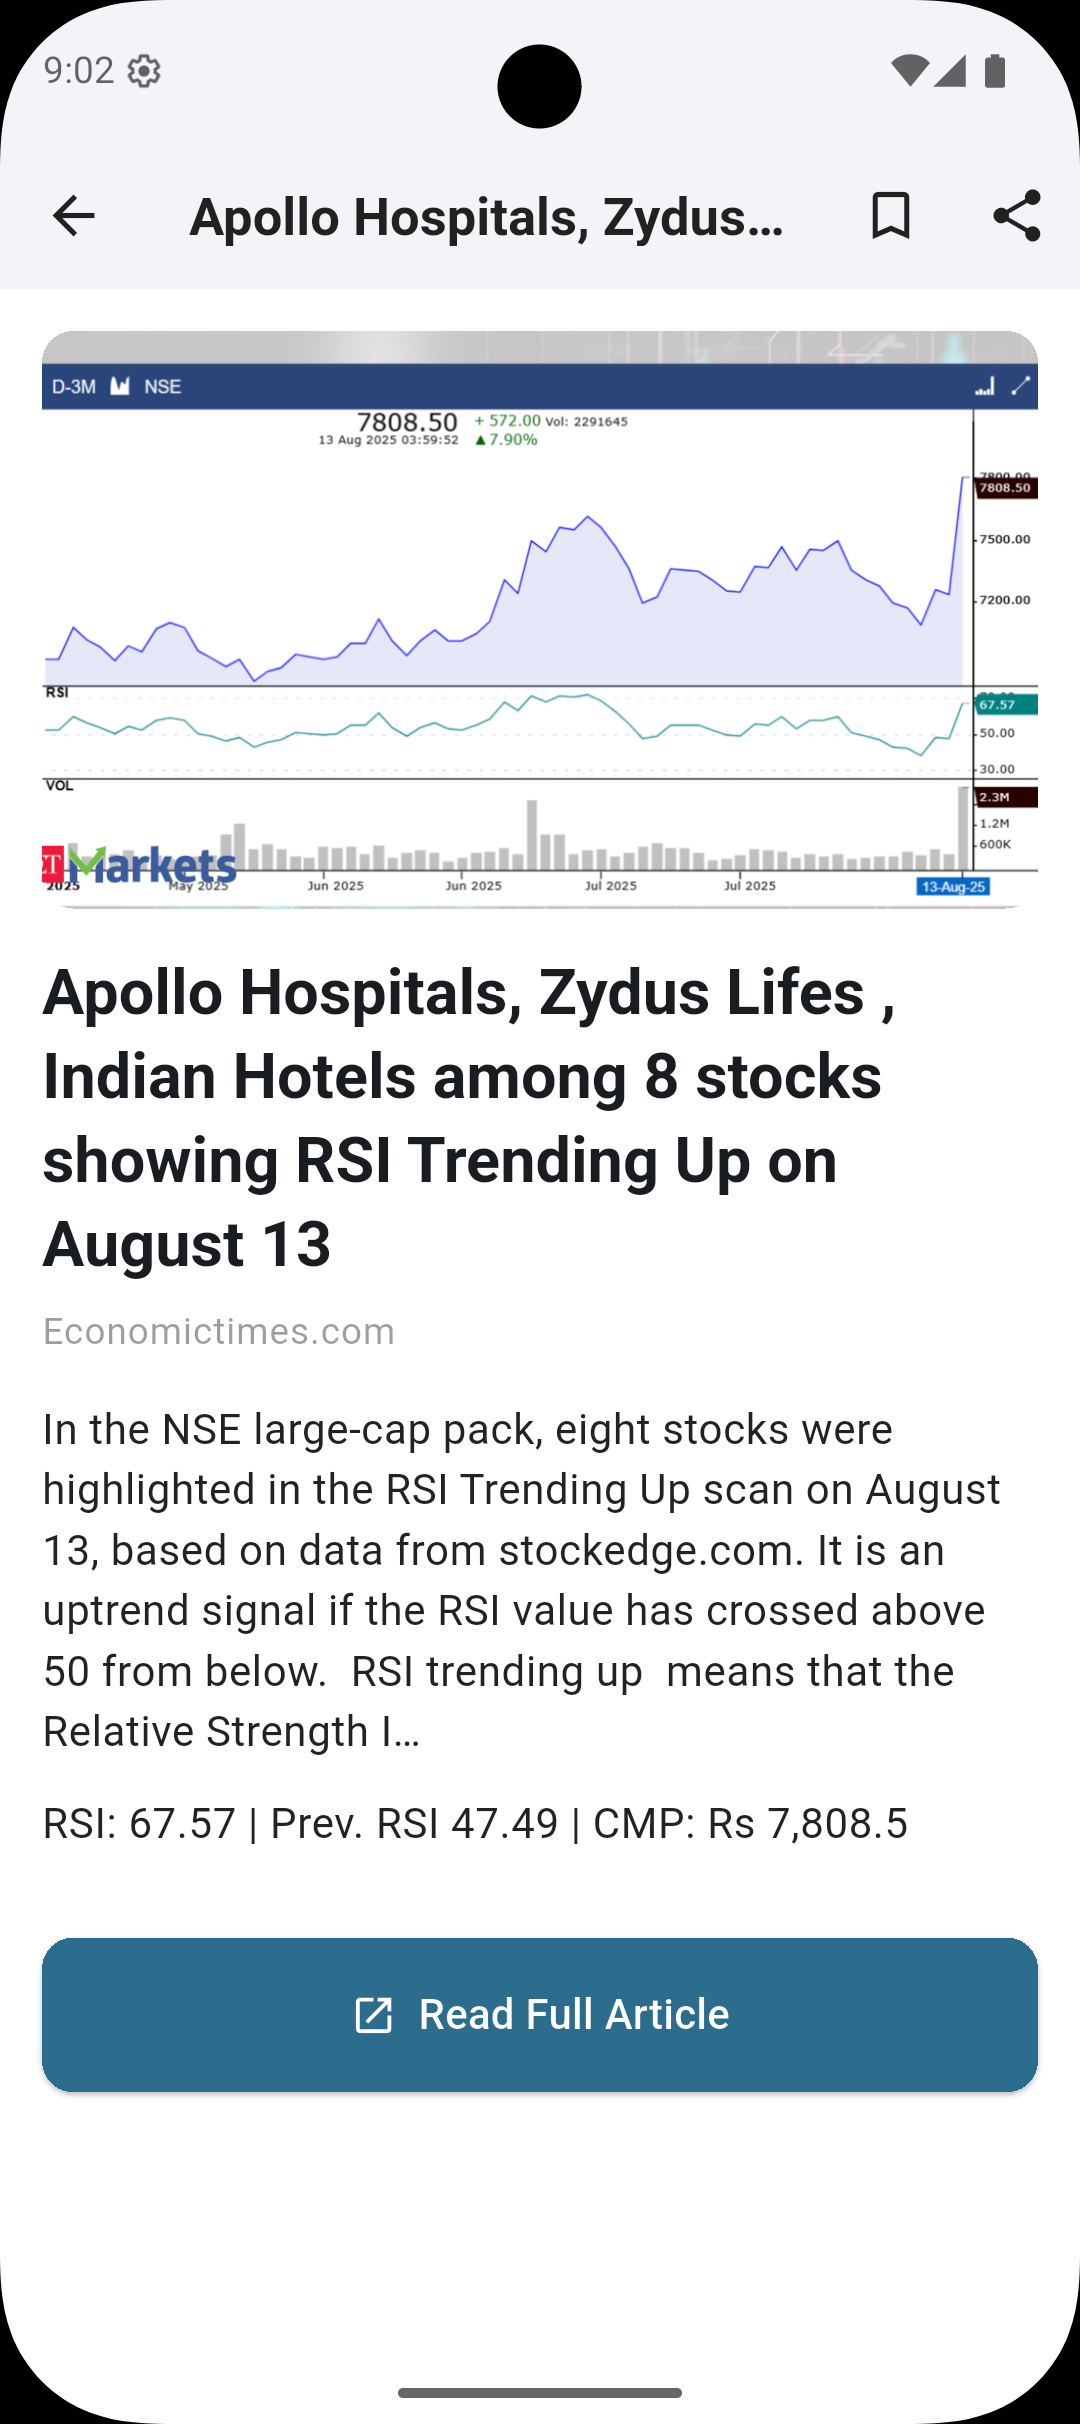 9:02
Apollo Hospitals, Zydus...
D-3M NSE
7808.50 + 572.00 Vol: 2291645
13 Aug 2025 03:59:52 ▲7.90%
7800.00
7808.50
7500.00
7200.00
RSI
67.57
50.00
30.00
VOL
2.3M
1.2M
600K
ET Markets
2025 May 2025 Jun 2025 Jun 2025 Jul 2025 Jul 2025 13-Aug-25
Apollo Hospitals, Zydus Lifes ,
Indian Hotels among 8 stocks
showing RSI Trending Up on
August 13
Economictimes.com
In the NSE large-cap pack, eight stocks were
highlighted in the RSI Trending Up scan on August
13, based on data from stockedge.com. It is an
uptrend signal if the RSI value has crossed above
50 from below.  RSI trending up  means that the
Relative Strength I...
RSI: 67.57 | Prev. RSI 47.49 | CMP: Rs 7,808.5
Read Full Article